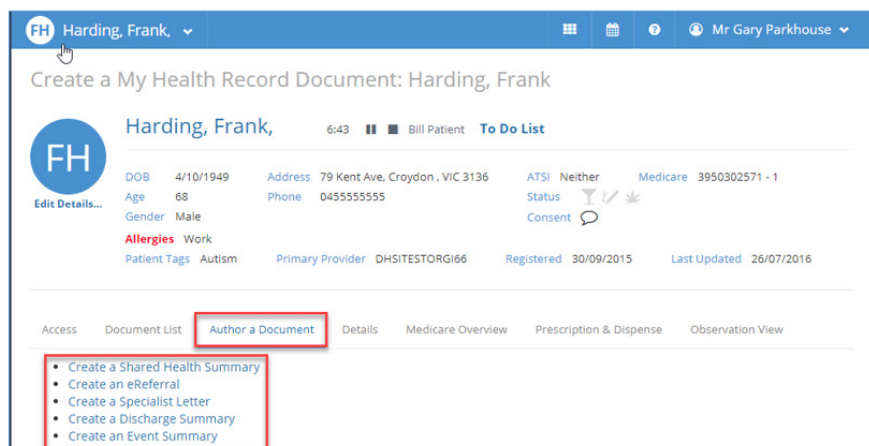 FH Harding, Frank, Mr Gary Parkhouse
Create a My Health Record Document: Harding, Frank
FH
Edit Details...
Harding, Frank, 6:43 Bill Patient To Do List
DOB 4/10/1949 Address 79 Kent Ave, Croydon , VIC 3136 ATSI Neither Medicare 3950302571 - 1
Age 68 Phone 0455555555 Status
Gender Male Consent
Allergies Work
Patient Tags Autism Primary Provider DHSITESTORGI66 Registered 30/09/2015 Last Updated 26/07/2016
Access Document List Author a Document Details Medicare Overview Prescription & Dispense Observation View
• Create a Shared Health Summary
• Create an eReferral
• Create a Specialist Letter
• Create a Discharge Summary
• Create an Event Summary